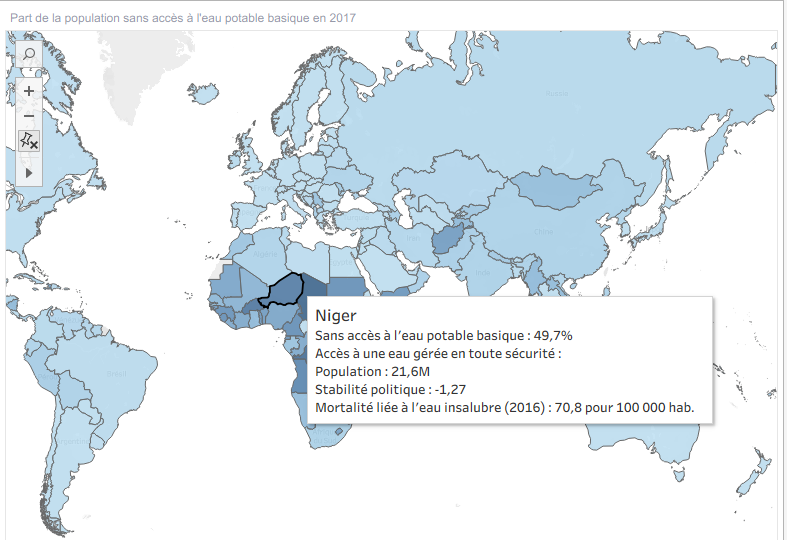 Part de la population sans accès à l'eau potable basique en 2017
Niger
Sans accès à l'eau potable basique : 49,7%
Accès à une eau gérée en toute sécurité :
Population : 21,6M
Stabilité politique : -1,27
Mortalité liée à l'eau insalubre (2016) : 70,8 pour 100 000 hab.